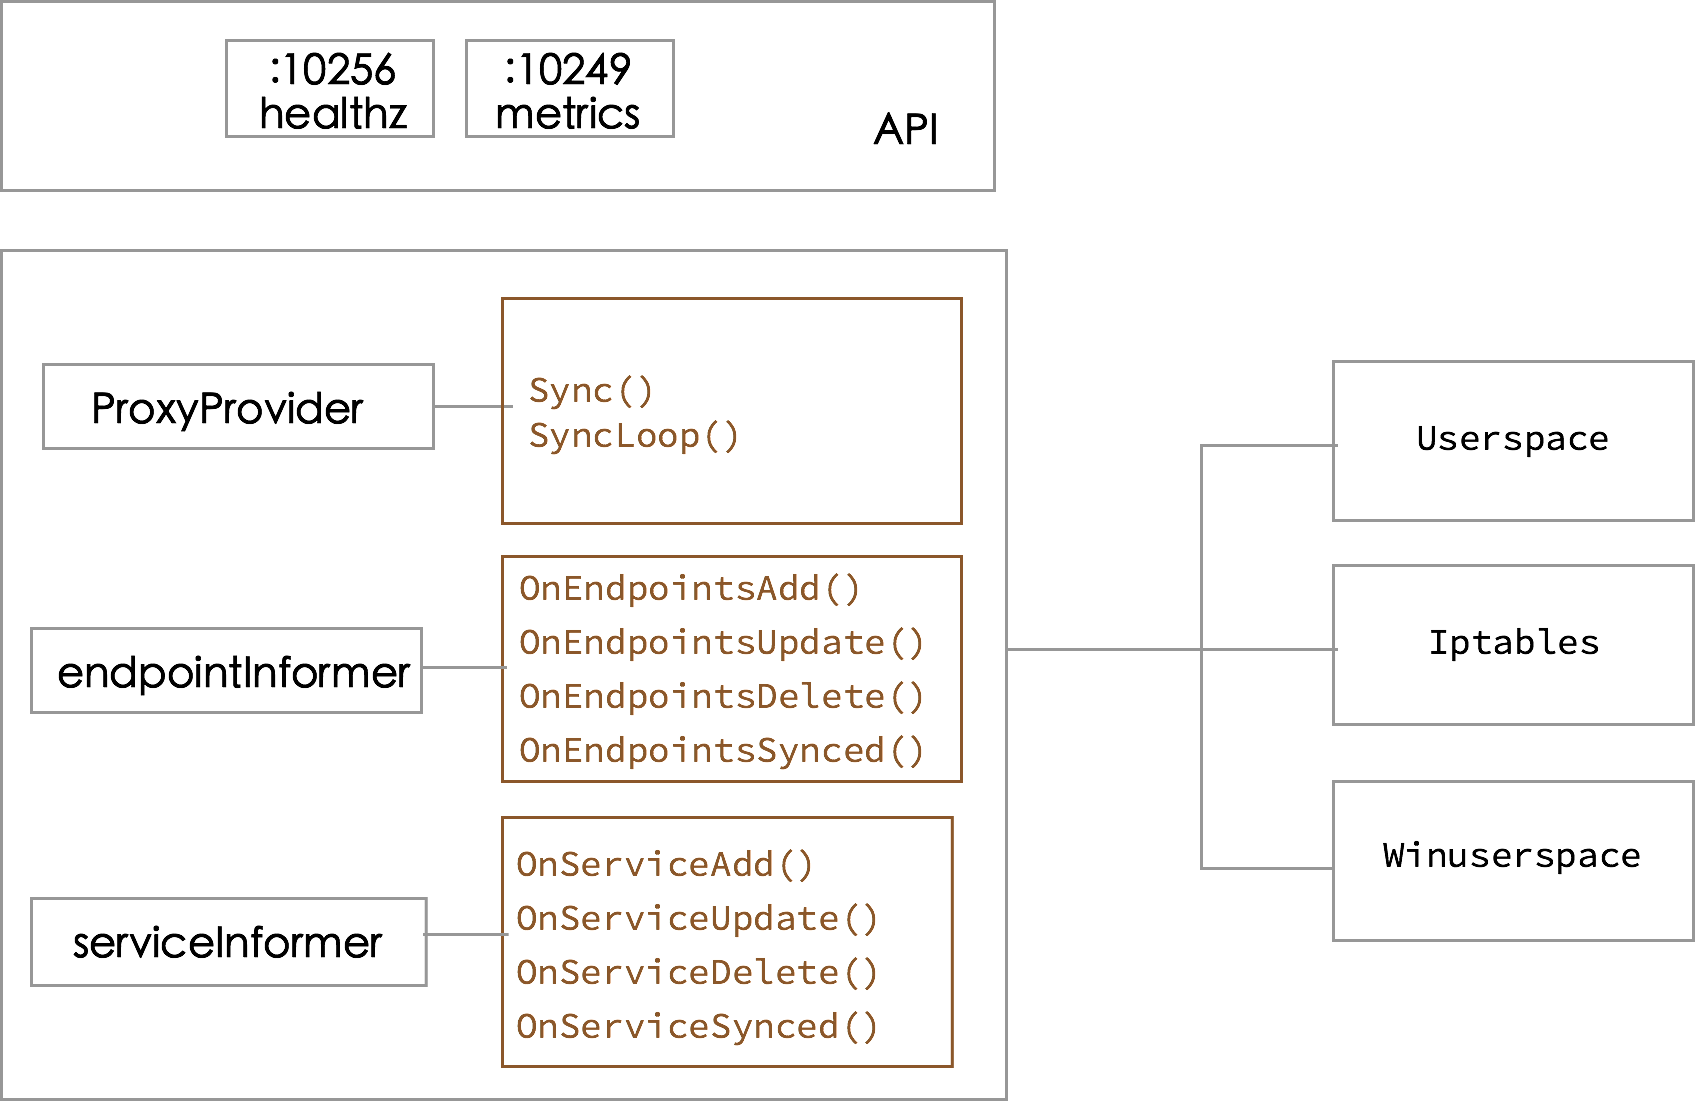 :10256
healthz
:10249
metrics
API
ProxyProvider
Sync()
SyncLoop()
endpointInformer
OnEndpointsAdd()
OnEndpointsUpdate()
OnEndpointsDelete()
OnEndpointsSynced()
serviceInformer
OnServiceAdd()
OnServiceUpdate()
OnServiceDelete()
OnServiceSynced()
Userspace
Iptables
Winuserspace